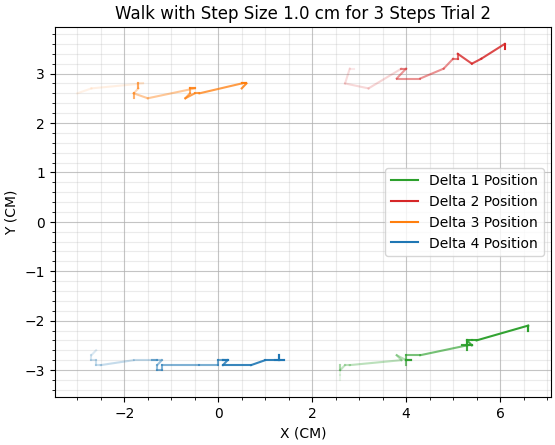 Walk with Step Size 1.0 cm for 3 Steps Trial 2
Y (CM)
3
2
1
0
−1
−2
−3
Delta 1 Position
Delta 2 Position
Delta 3 Position
Delta 4 Position
−2 0 2 4 6
X (CM)